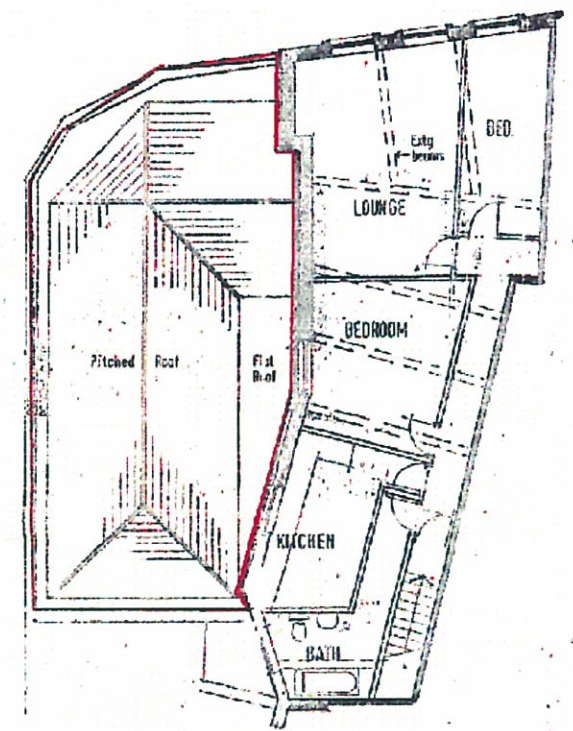 BED.
Extg
beams
LOUNGE
BEDROOM
Pitched Roof
Flat
Roof
KITCHEN
BATH